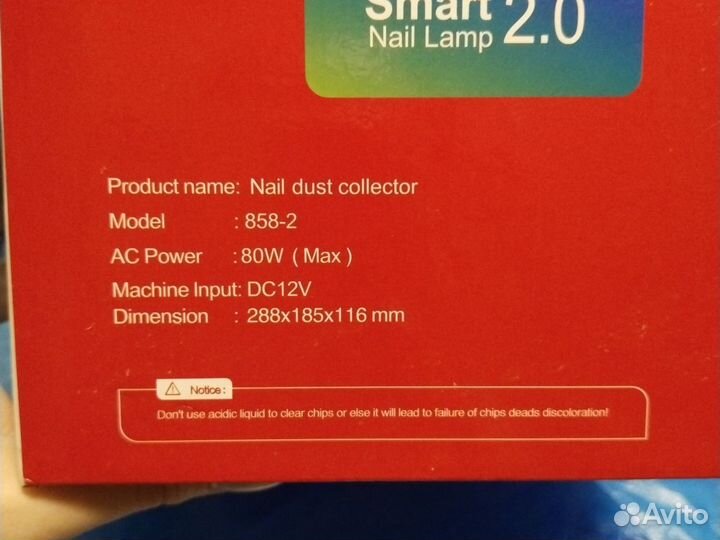 Smart 2.0
Nail Lamp
Product name: Nail dust collector
Model : 858-2
AC Power : 80W ( Max )
Machine Input: DC12V
Dimension : 288x185x116 mm
Notice :
Don't use acidic liquid to clear chips or else it will lead to failure of chips deads discoloration!
Avito